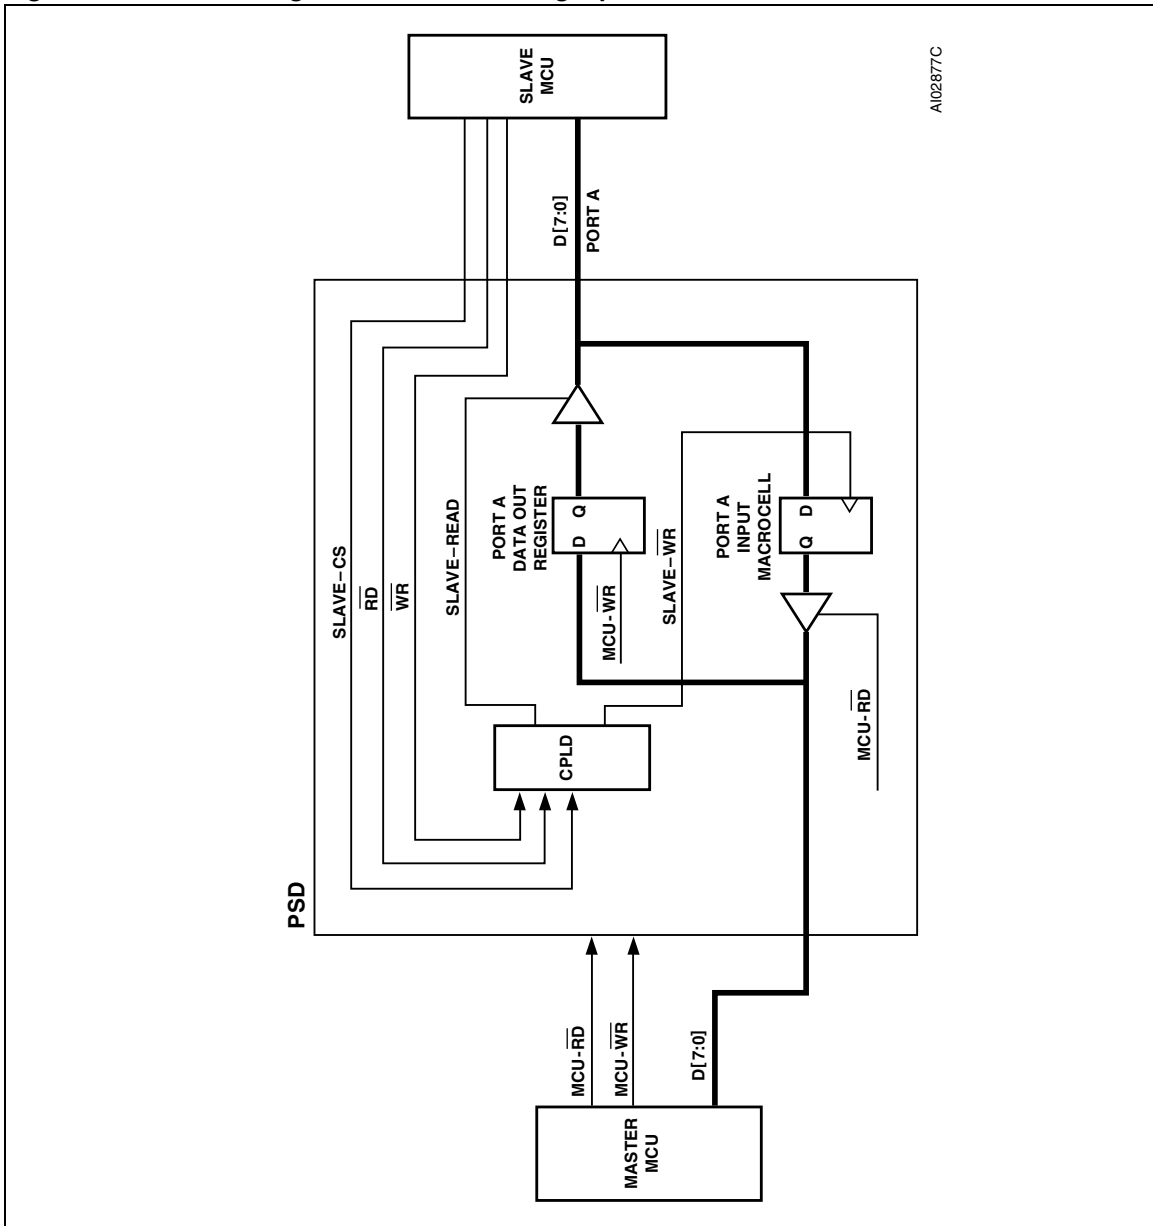 SLAVE
MCU
AI02877C
D[7:0]
PORT A
SLAVE–CS
RD
WR
SLAVE–READ
PORT A
DATA OUT
REGISTER
D Q
MCU-WR
SLAVE–WR
PORT A
INPUT
MACROCELL
Q D
CPLD
MCU-RD
PSD
MCU-RD
MCU-WR
D[7:0]
MASTER
MCU